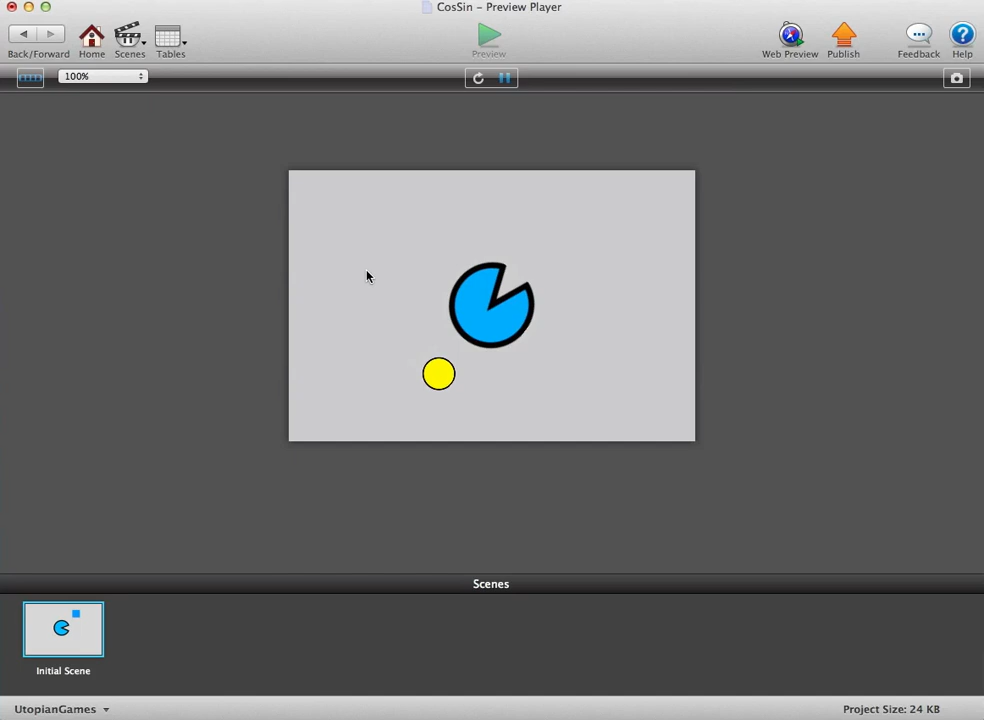 CosSin – Preview Player
Back/Forward
Home
Scenes
Tables
Preview
Web Preview
Publish
Feedback
Help
100%
Scenes
Initial Scene
UtopianGames
Project Size: 24 KB